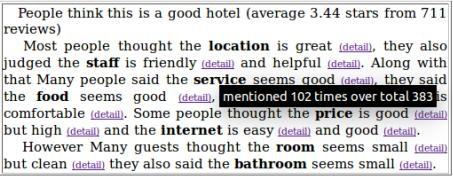 People think this is a good hotel (average 3.44 stars from 711
reviews)
Most people thought the location is great (detail), they also
judged the staff is friendly (detail) and helpful (detail). Along with
that Many people said the service seems good (detail), they said
the food seems good (detail), mentioned 102 times over total 383 is
comfortable (detail). Some people thought the price is good (detail)
but high (detail) and the internet is easy (detail) and good (detail).
However Many guests thought the room seems small (detail)
but clean (detail) they also said the bathroom seems small (detail).